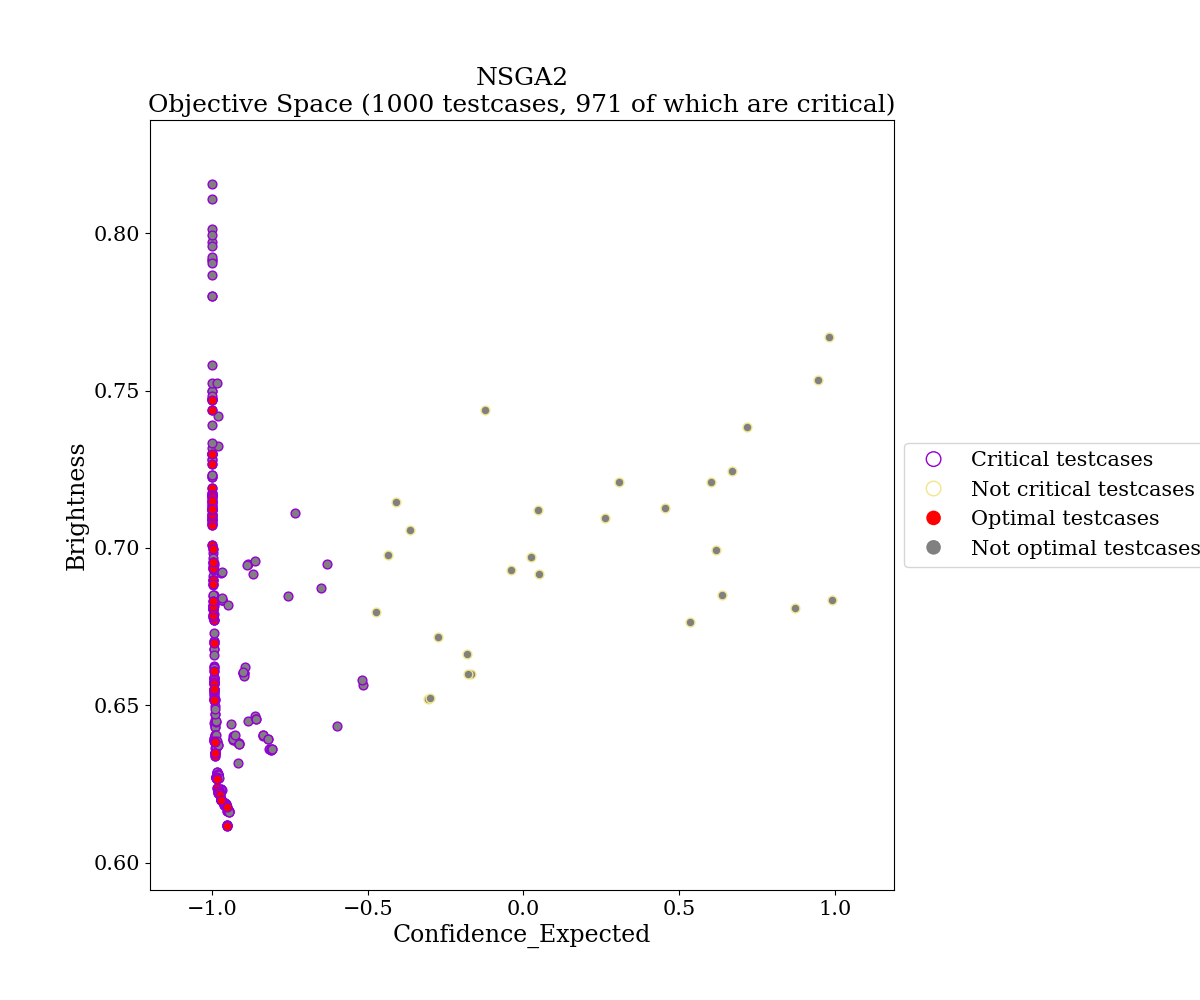 NSGA2
Objective Space (1000 testcases, 971 of which are critical)
0.80
0.75
0.70
0.65
0.60
Brightness
−1.0 −0.5 0.0 0.5 1.0
Confidence_Expected
Critical testcases
Not critical testcases
Optimal testcases
Not optimal testcases